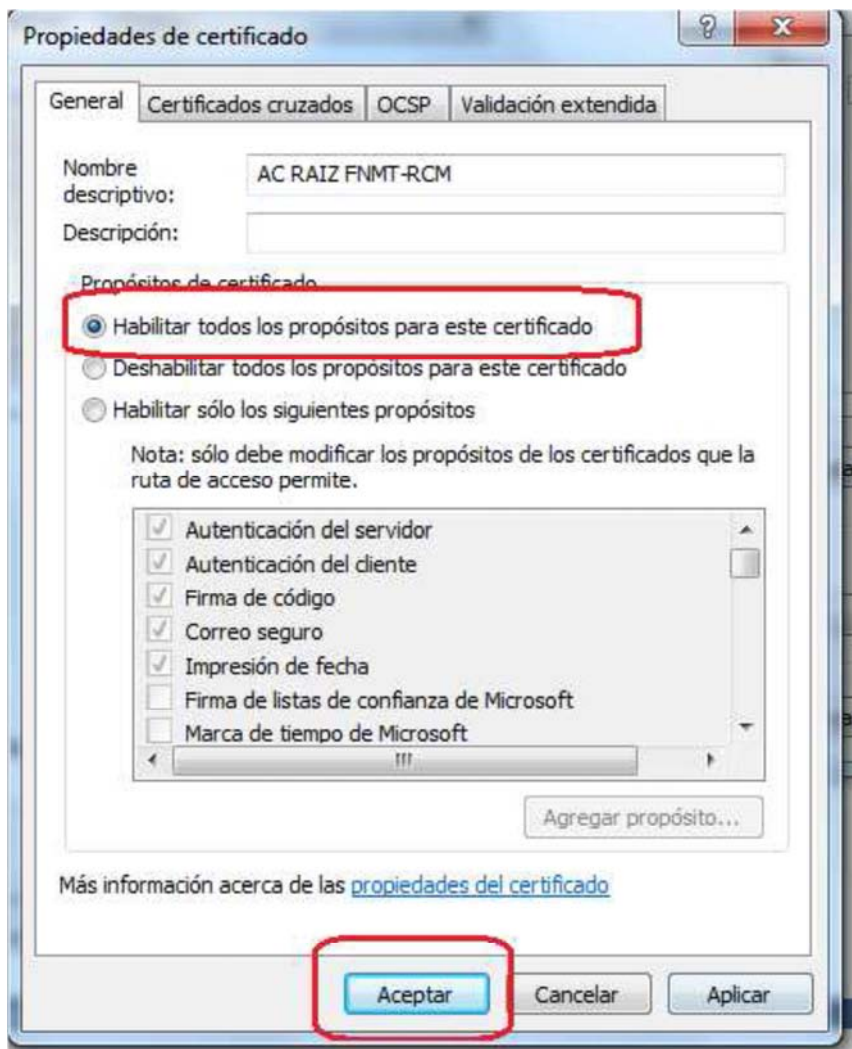 Propiedades de certificado
General Certificados cruzados OCSP Validación extendida
Nombre
descriptivo:
AC RAIZ FNMT-RCM
Descripción:
Propósitos de certificado
Habilitar todos los propósitos para este certificado
Deshabilitar todos los propósitos para este certificado
Habilitar sólo los siguientes propósitos
Nota: sólo debe modificar los propósitos de los certificados que la
ruta de acceso permite.
Autenticación del servidor
Autenticación del cliente
Firma de código
Correo seguro
Impresión de fecha
Firma de listas de confianza de Microsoft
Marca de tiempo de Microsoft
Agregar propósito...
Más información acerca de las propiedades del certificado
Aceptar Cancelar Aplicar